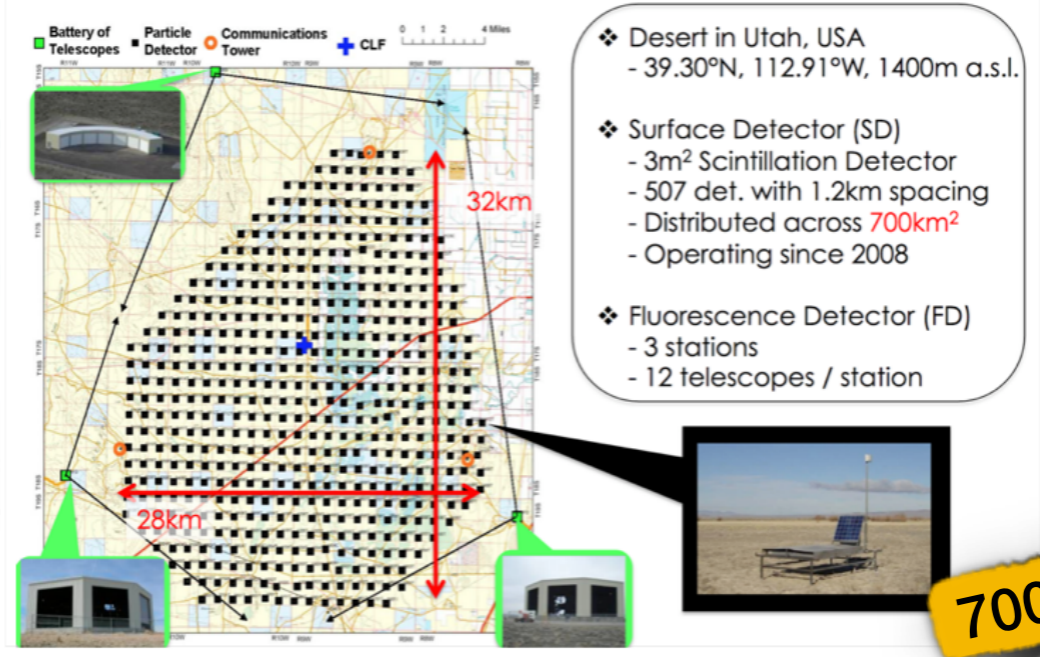 Battery of Telescopes
Particle Detector
Communications Tower
CLF
0 1 2 4 Miles
32km
28km
❖ Desert in Utah, USA
- 39.30°N, 112.91°W, 1400m a.s.l.
❖ Surface Detector (SD)
- 3m² Scintillation Detector
- 507 det. with 1.2km spacing
- Distributed across 700km²
- Operating since 2008
❖ Fluorescence Detector (FD)
- 3 stations
- 12 telescopes / station
700